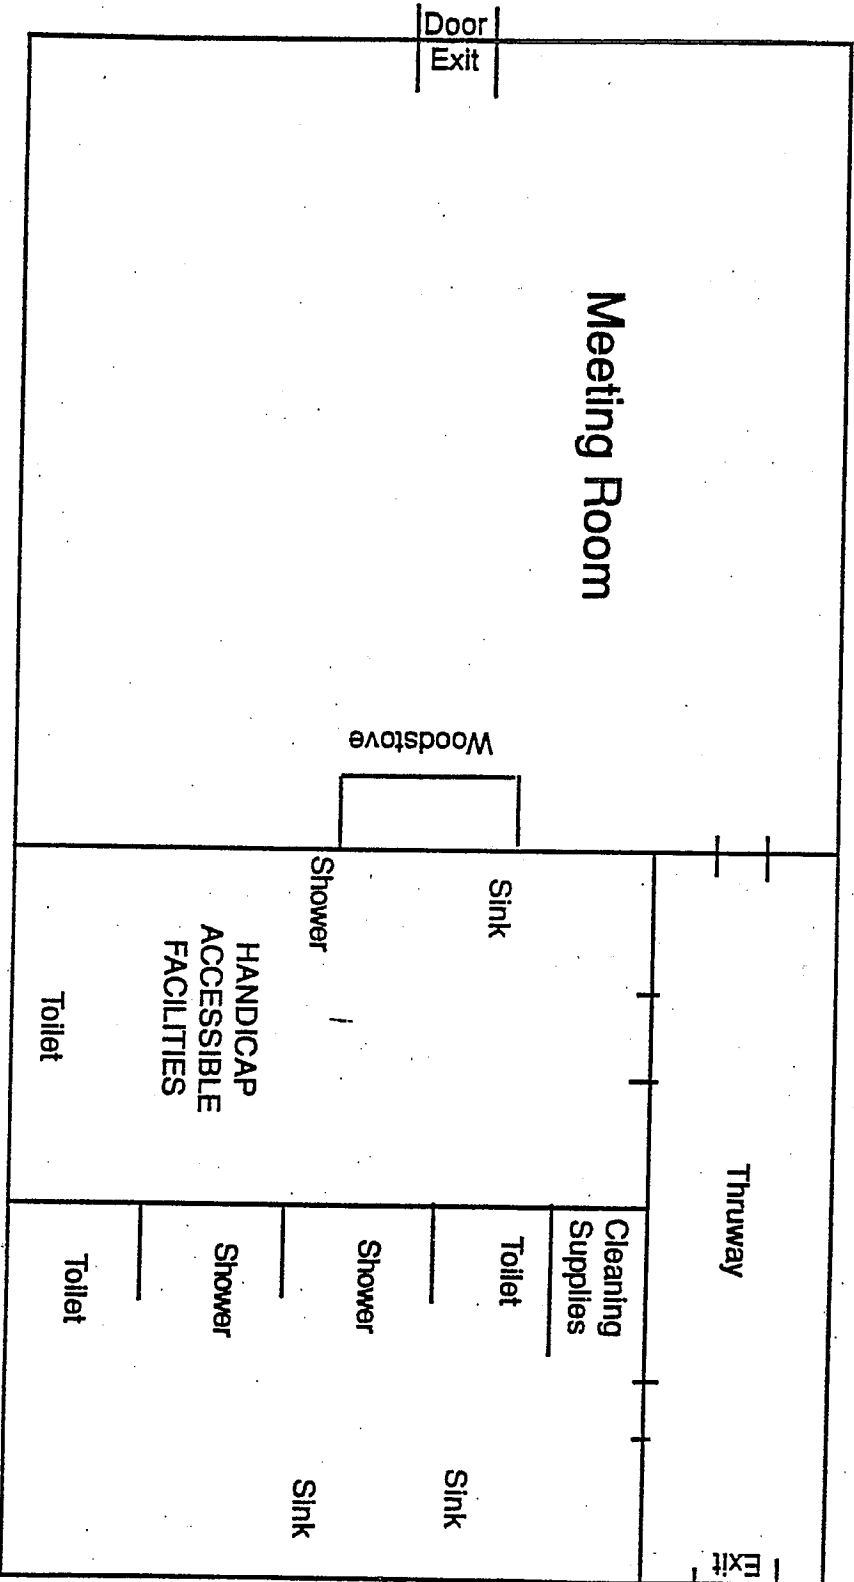 Door
Exit
Meeting Room
Woodstove
Sink
Shower
HANDICAP
ACCESSIBLE
FACILITIES
Toilet
Thruway
Cleaning
Supplies
Toilet
Shower
Shower
Toilet
Sink
Sink
Exit